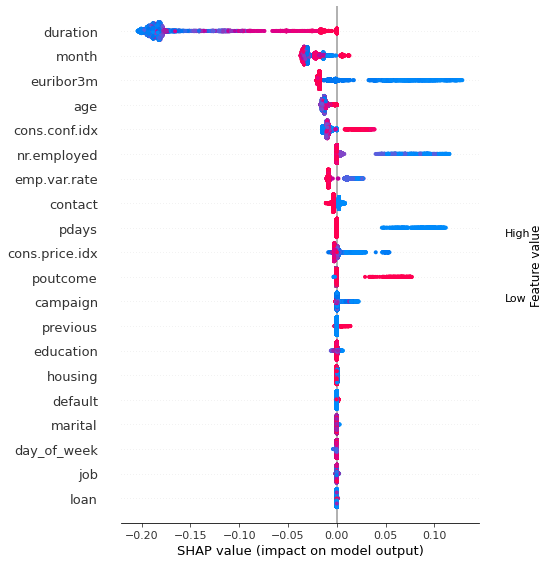 duration
month
euribor3m
age
cons.conf.idx
nr.employed
emp.var.rate
contact
pdays
cons.price.idx
poutcome
campaign
previous
education
housing
default
marital
day_of_week
job
loan
High
Low
Feature value
−0.20 −0.15 −0.10 −0.05 0.00 0.05 0.10
SHAP value (impact on model output)